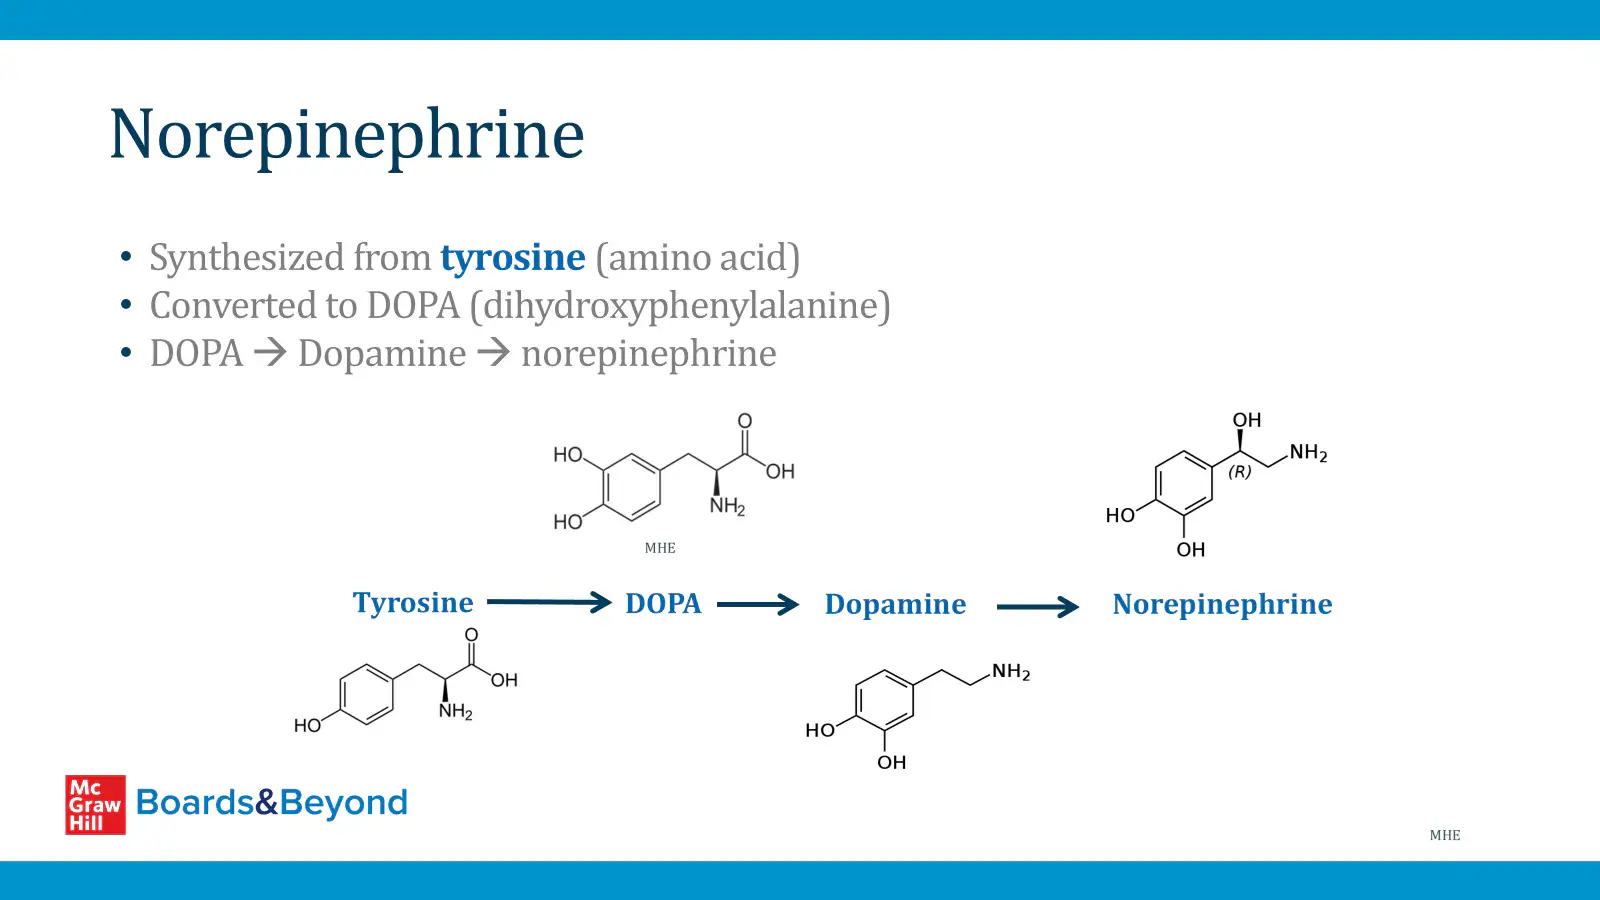 Norepinephrine
• Synthesized from tyrosine (amino acid)
• Converted to DOPA (dihydroxyphenylalanine)
• DOPA → Dopamine → norepinephrine
HO
HO
O
OH
NH2
MHE
OH
(R)
NH2
HO
OH
Tyrosine
DOPA
Dopamine
Norepinephrine
O
OH
NH2
HO
NH2
HO
OH
Mc
Graw
Hill
Boards&Beyond
MHE